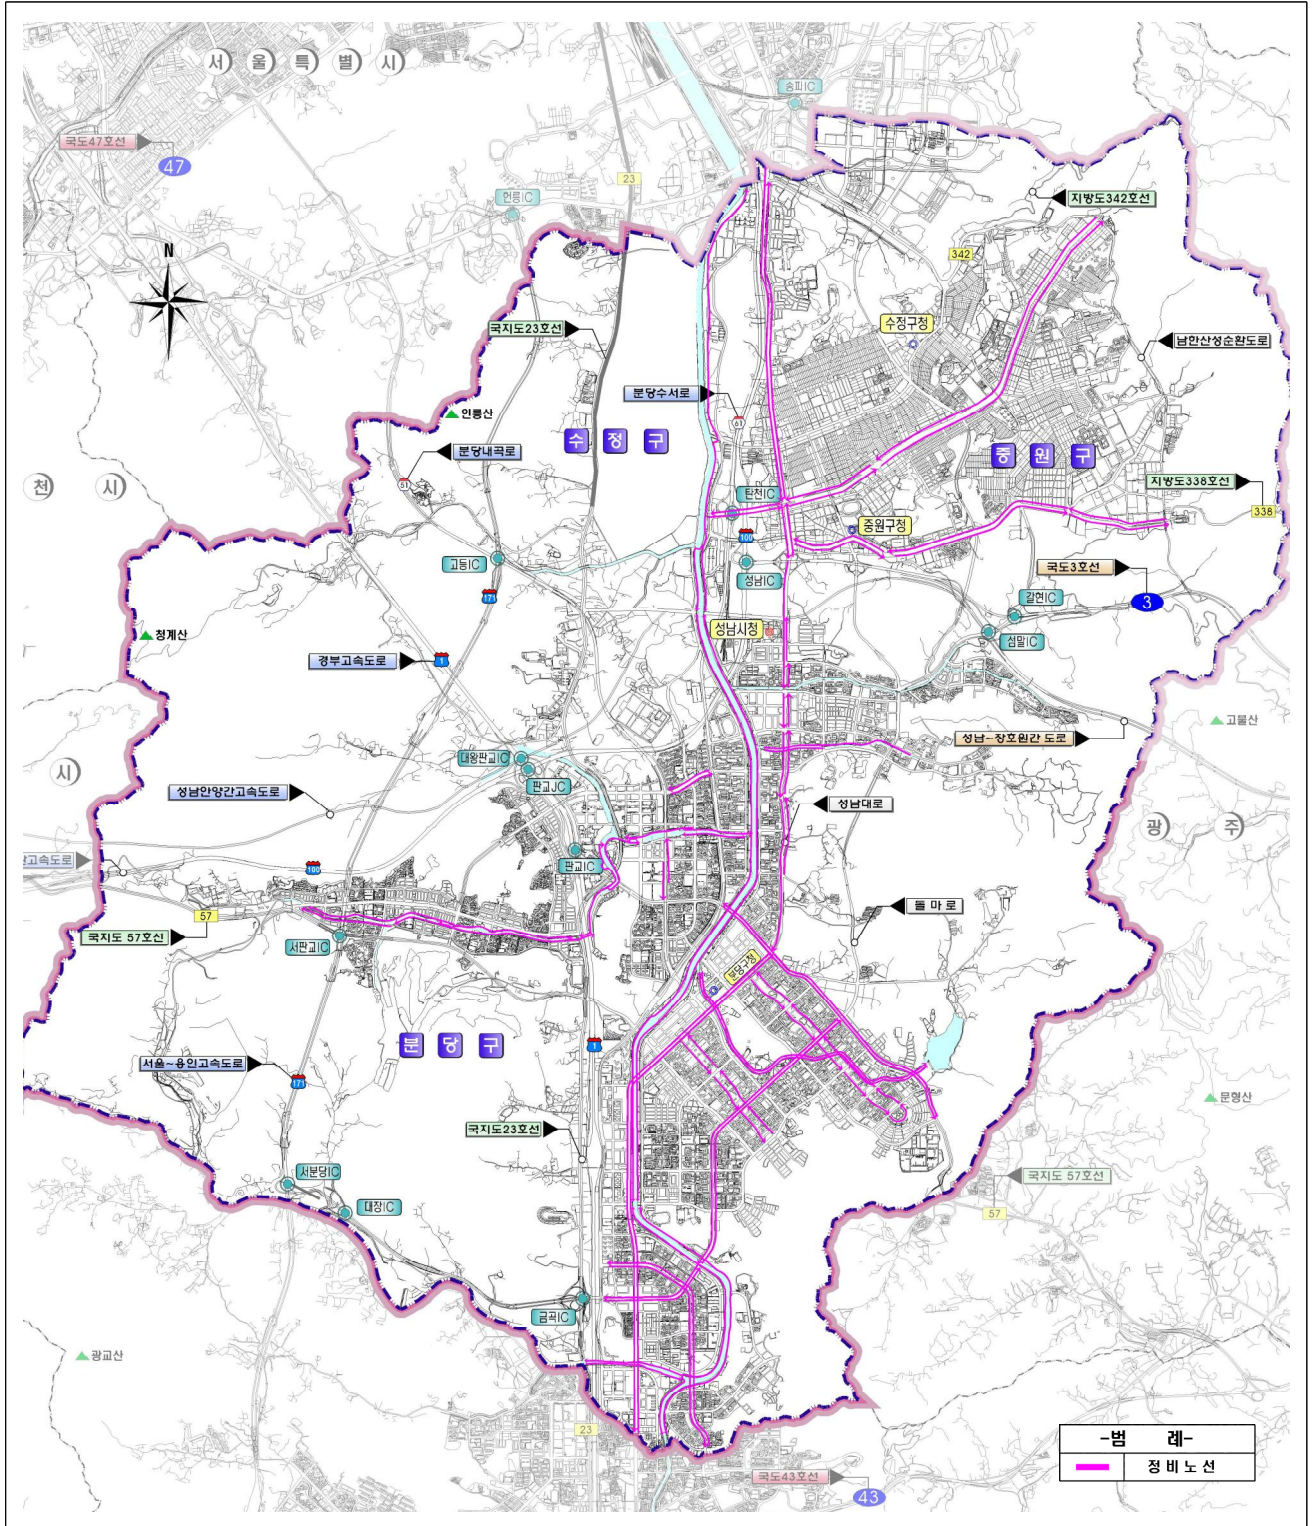 서울특별시
송파IC
국도47호선
47
23
헌릉IC
지방도342호선
N
342
국지도23호선
수정구청
남한산성순환도로
분당수서로
61
인릉산
수정구
분당내곡로
51
중원구
천 시
지방도338호선
338
탄천IC
100
중원구청
고등IC
성남IC
국도3호선
171
갈현IC
3
성남시청
섬말IC
청계산
경부고속도로
1
고불산
성남~장호원간 도로
대왕판교IC
시
판교JC
성남안양간고속도로
성남대로
광 주
고속도로
100
판교IC
57
돌마로
국지도 57호선
서판교IC
분당구청
분당구
1
서울~용인고속도로
171
문형산
국지도23호선
서분당IC
국지도 57호선
대장IC
57
금곡IC
광교산
23
-범 례-
정비노선
국도43호선
43